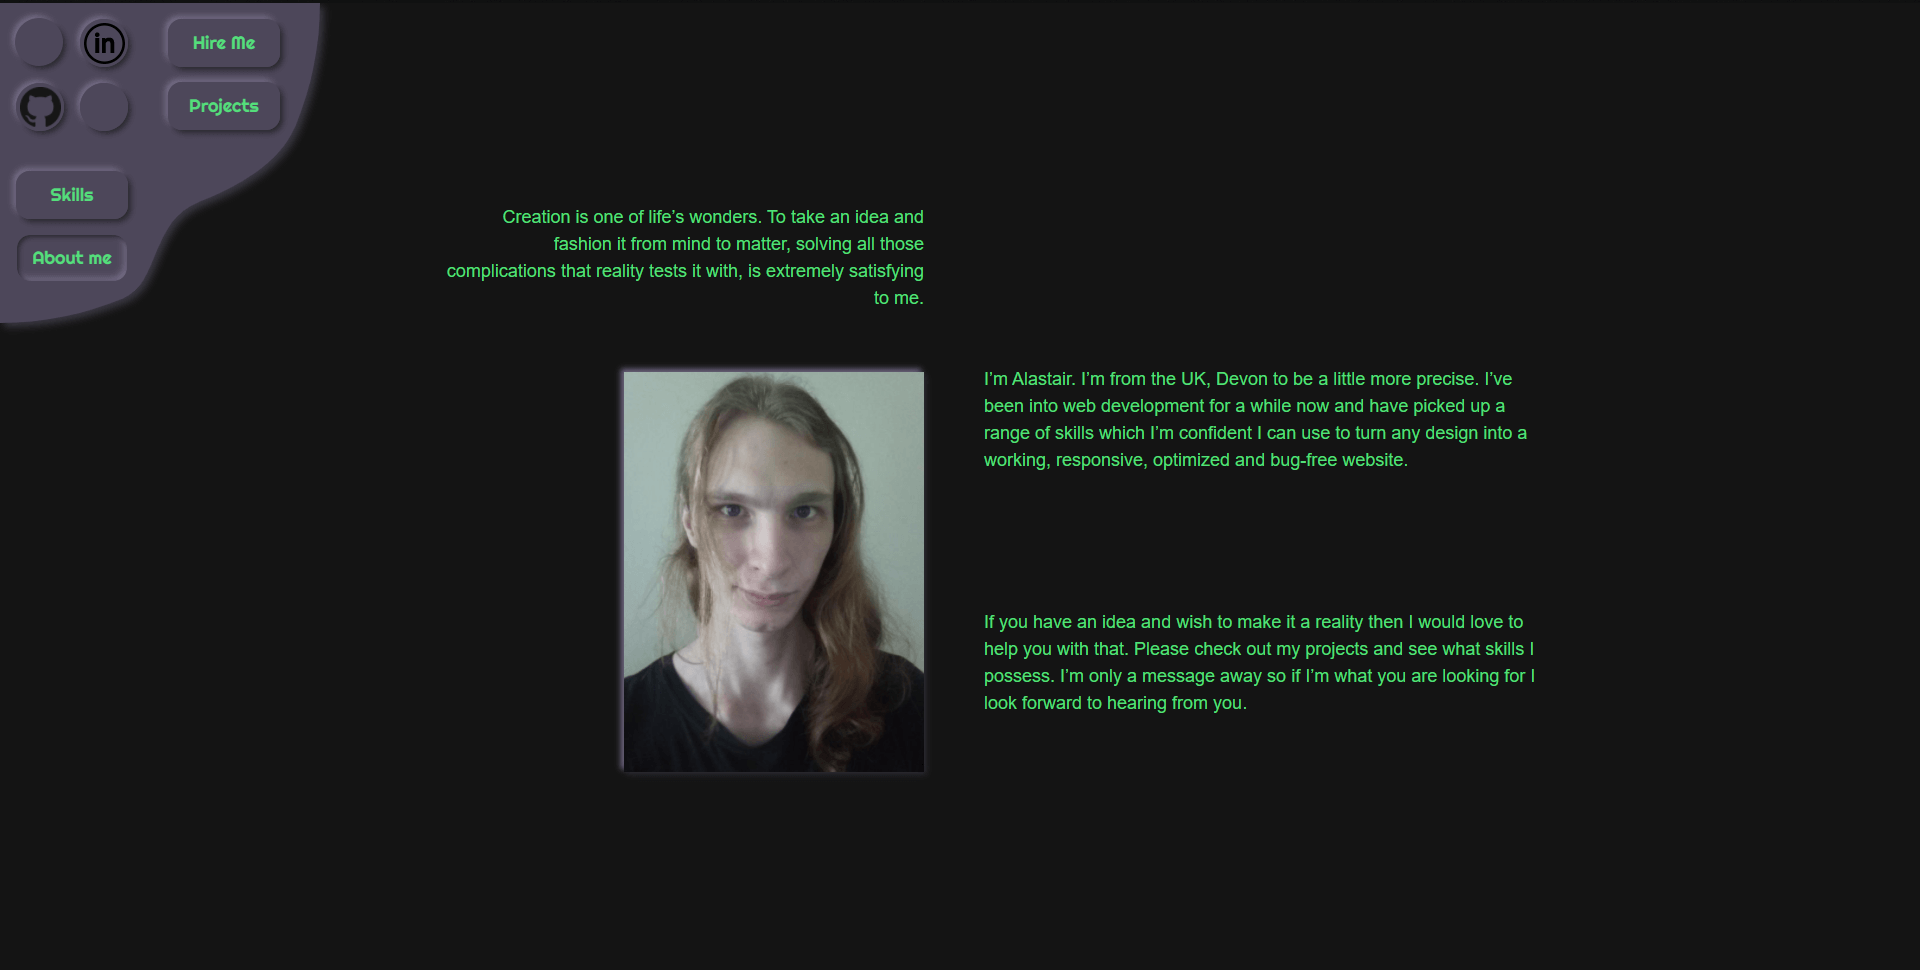 in
Hire Me
Projects
Skills
About me
Creation is one of life’s wonders. To take an idea and
fashion it from mind to matter, solving all those
complications that reality tests it with, is extremely satisfying
to me.
I’m Alastair. I’m from the UK, Devon to be a little more precise. I’ve
been into web development for a while now and have picked up a
range of skills which I’m confident I can use to turn any design into a
working, responsive, optimized and bug-free website.
If you have an idea and wish to make it a reality then I would love to
help you with that. Please check out my projects and see what skills I
possess. I’m only a message away so if I’m what you are looking for I
look forward to hearing from you.